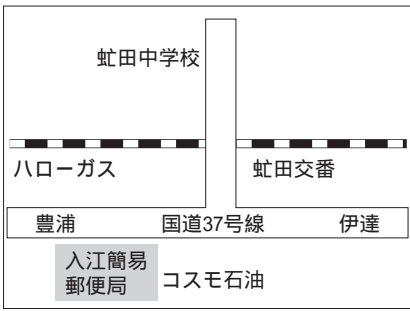 虻田中学校
ハローガス
虻田交番
豊浦 国道37号線 伊達
入江簡易
郵便局
コスモ石油